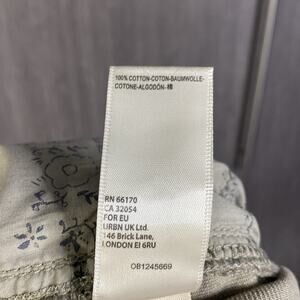 100% COTTON-COTON-BAUMWOLLE-
COTONE-ALGODÓN-棉
RN 66170
CA 32054
FOR EU
URBN UK Ltd.
146 Brick Lane,
LONDON EI 6RU
OB1245669